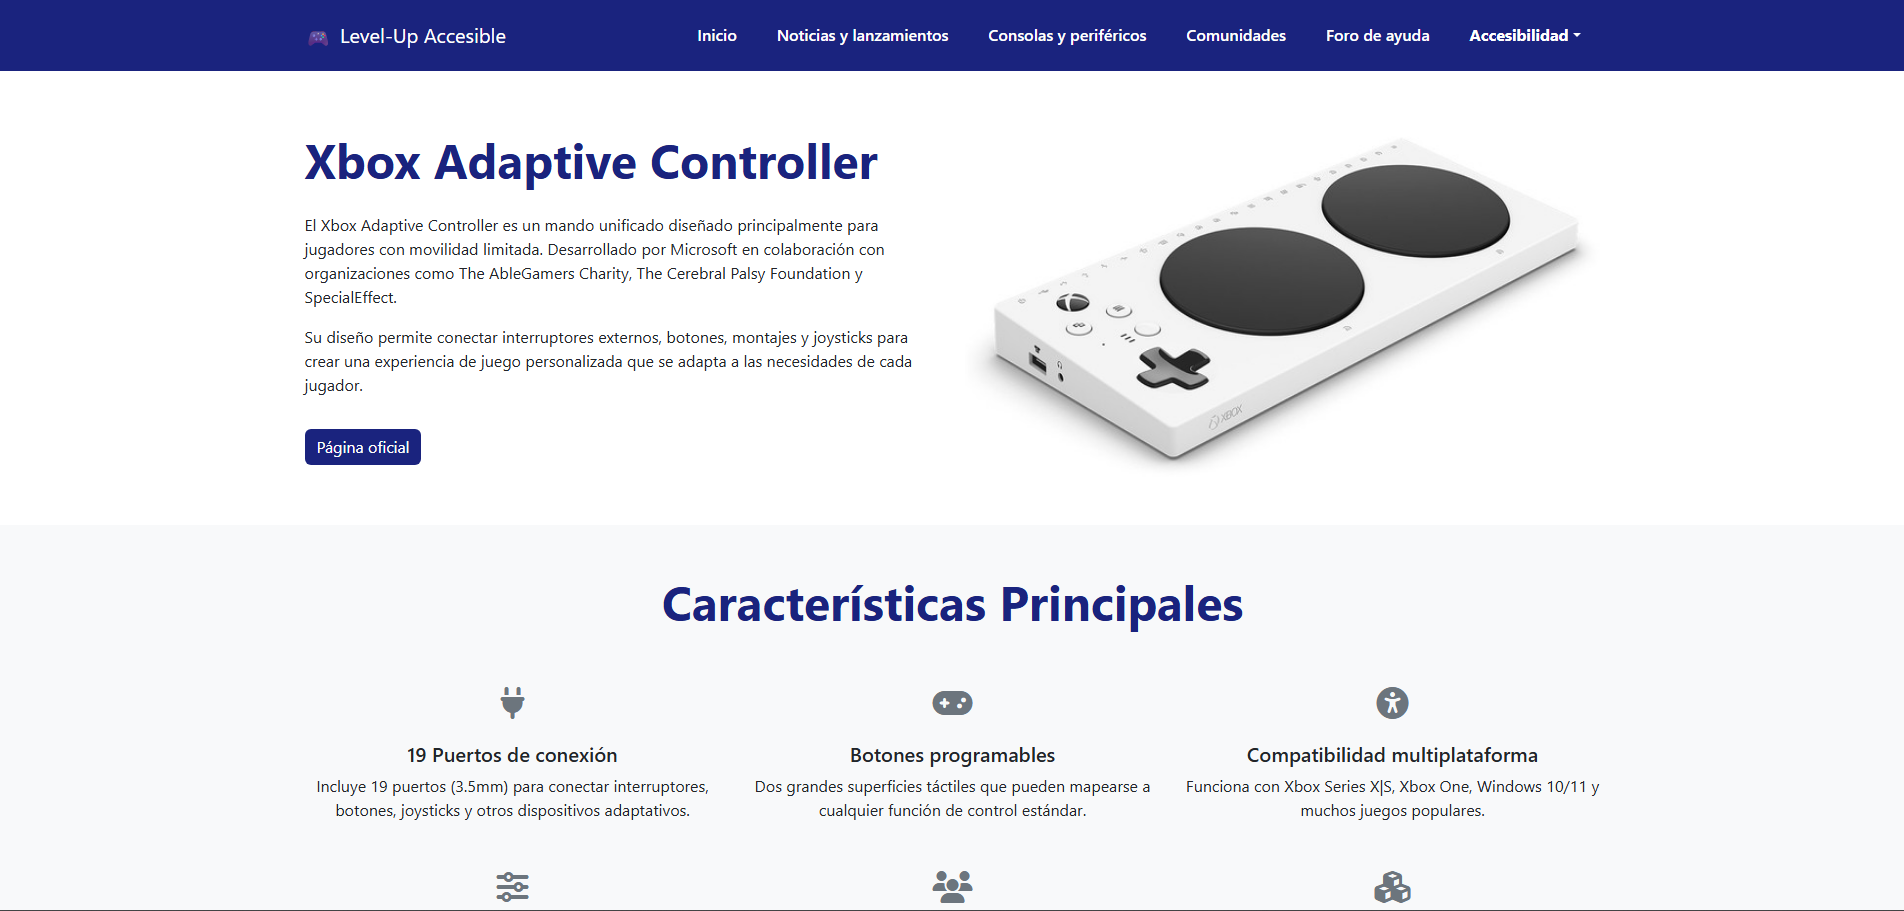 Level-Up Accesible
Inicio
Noticias y lanzamientos
Consolas y periféricos
Comunidades
Foro de ayuda
Accesibilidad
Xbox Adaptive Controller
El Xbox Adaptive Controller es un mando unificado diseñado principalmente para
jugadores con movilidad limitada. Desarrollado por Microsoft en colaboración con
organizaciones como The AbleGamers Charity, The Cerebral Palsy Foundation y
SpecialEffect.
Su diseño permite conectar interruptores externos, botones, montajes y joysticks para
crear una experiencia de juego personalizada que se adapta a las necesidades de cada
jugador.
Página oficial
XBOX
Características Principales
19 Puertos de conexión
Incluye 19 puertos (3.5mm) para conectar interruptores,
botones, joysticks y otros dispositivos adaptativos.
Botones programables
Dos grandes superficies táctiles que pueden mapearse a
cualquier función de control estándar.
Compatibilidad multiplataforma
Funciona con Xbox Series X|S, Xbox One, Windows 10/11 y
muchos juegos populares.